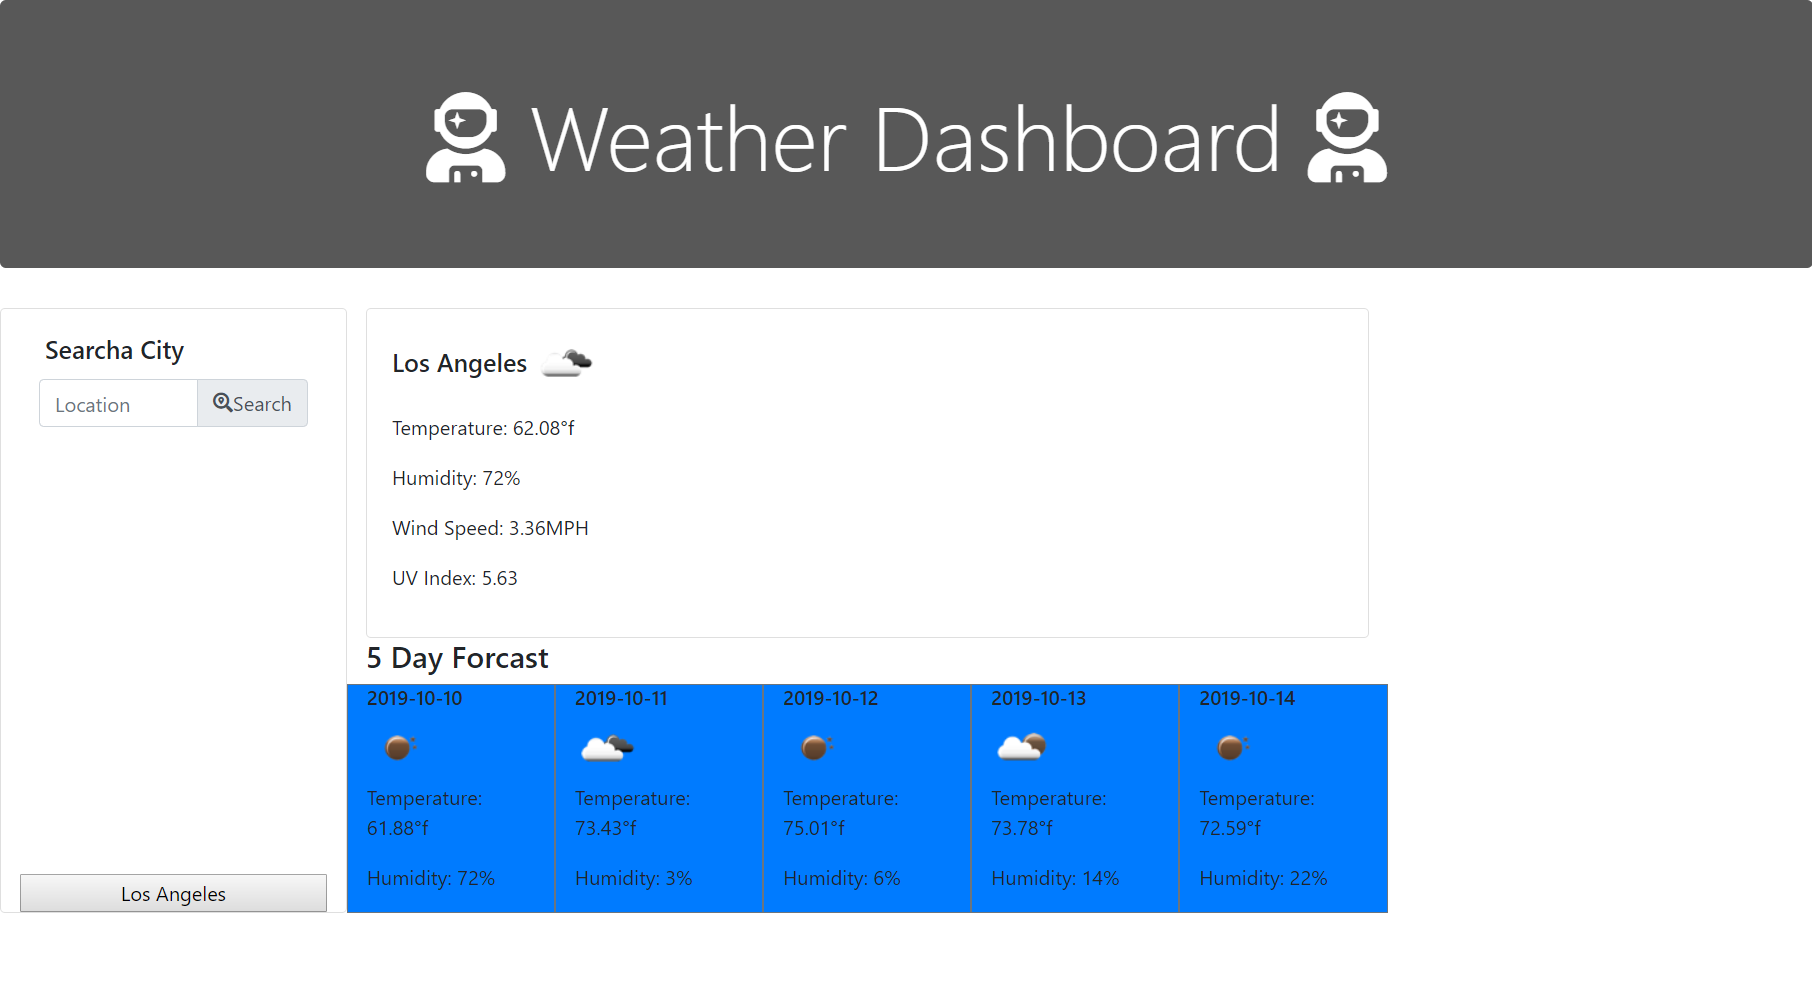 Weather Dashboard
Searcha City
Location
Search
Los Angeles
Los Angeles
Temperature: 62.08°f
Humidity: 72%
Wind Speed: 3.36MPH
UV Index: 5.63
5 Day Forcast
2019-10-10
Temperature:
61.88°f
Humidity: 72%
2019-10-11
Temperature:
73.43°f
Humidity: 3%
2019-10-12
Temperature:
75.01°f
Humidity: 6%
2019-10-13
Temperature:
73.78°f
Humidity: 14%
2019-10-14
Temperature:
72.59°f
Humidity: 22%